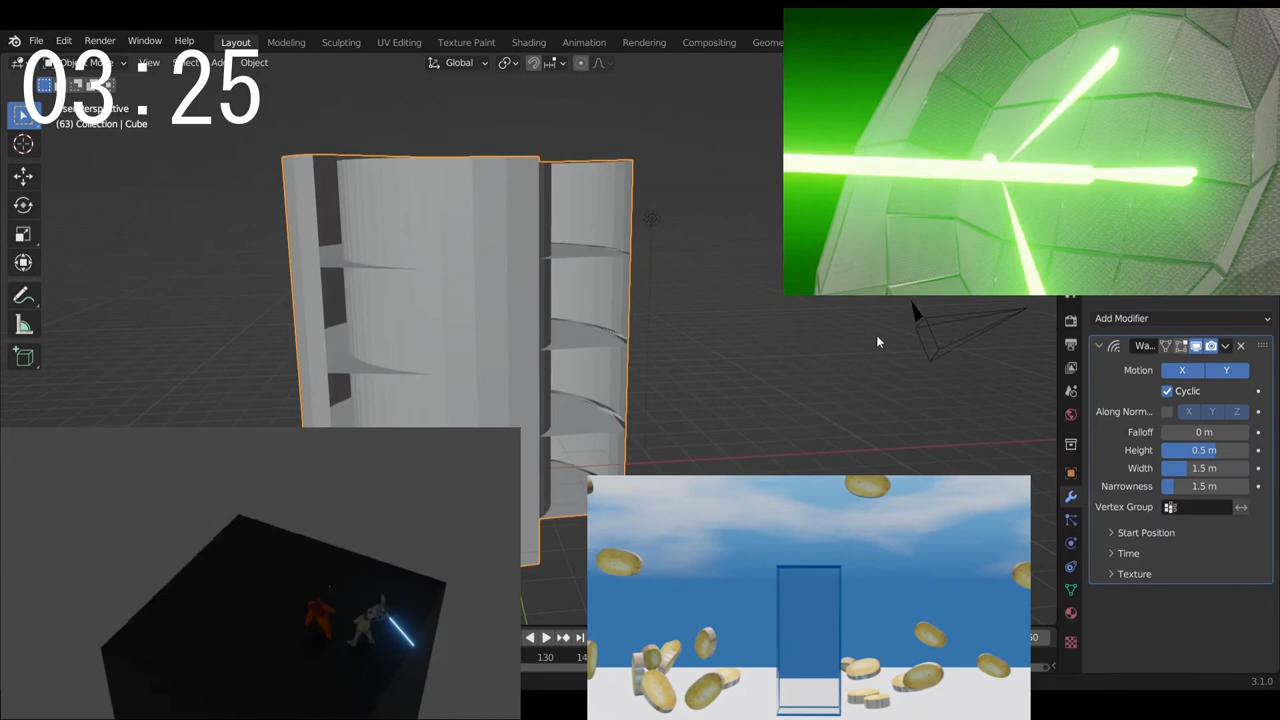 File Edit Render Window Help Layout Modeling Sculpting UV Editing Texture Paint Shading Animation Rendering Compositing Geome
Object Mode View Select Add Object Global
03:25
User Perspective
(63) Collection | Cube
Add Modifier
Wa...
Motion X Y
Cyclic
Along Norm... X Y Z
Falloff 0 m
Height 0.5 m
Width 1.5 m
Narrowness 1.5 m
Vertex Group
Start Position
Time
Texture
130
3.1.0